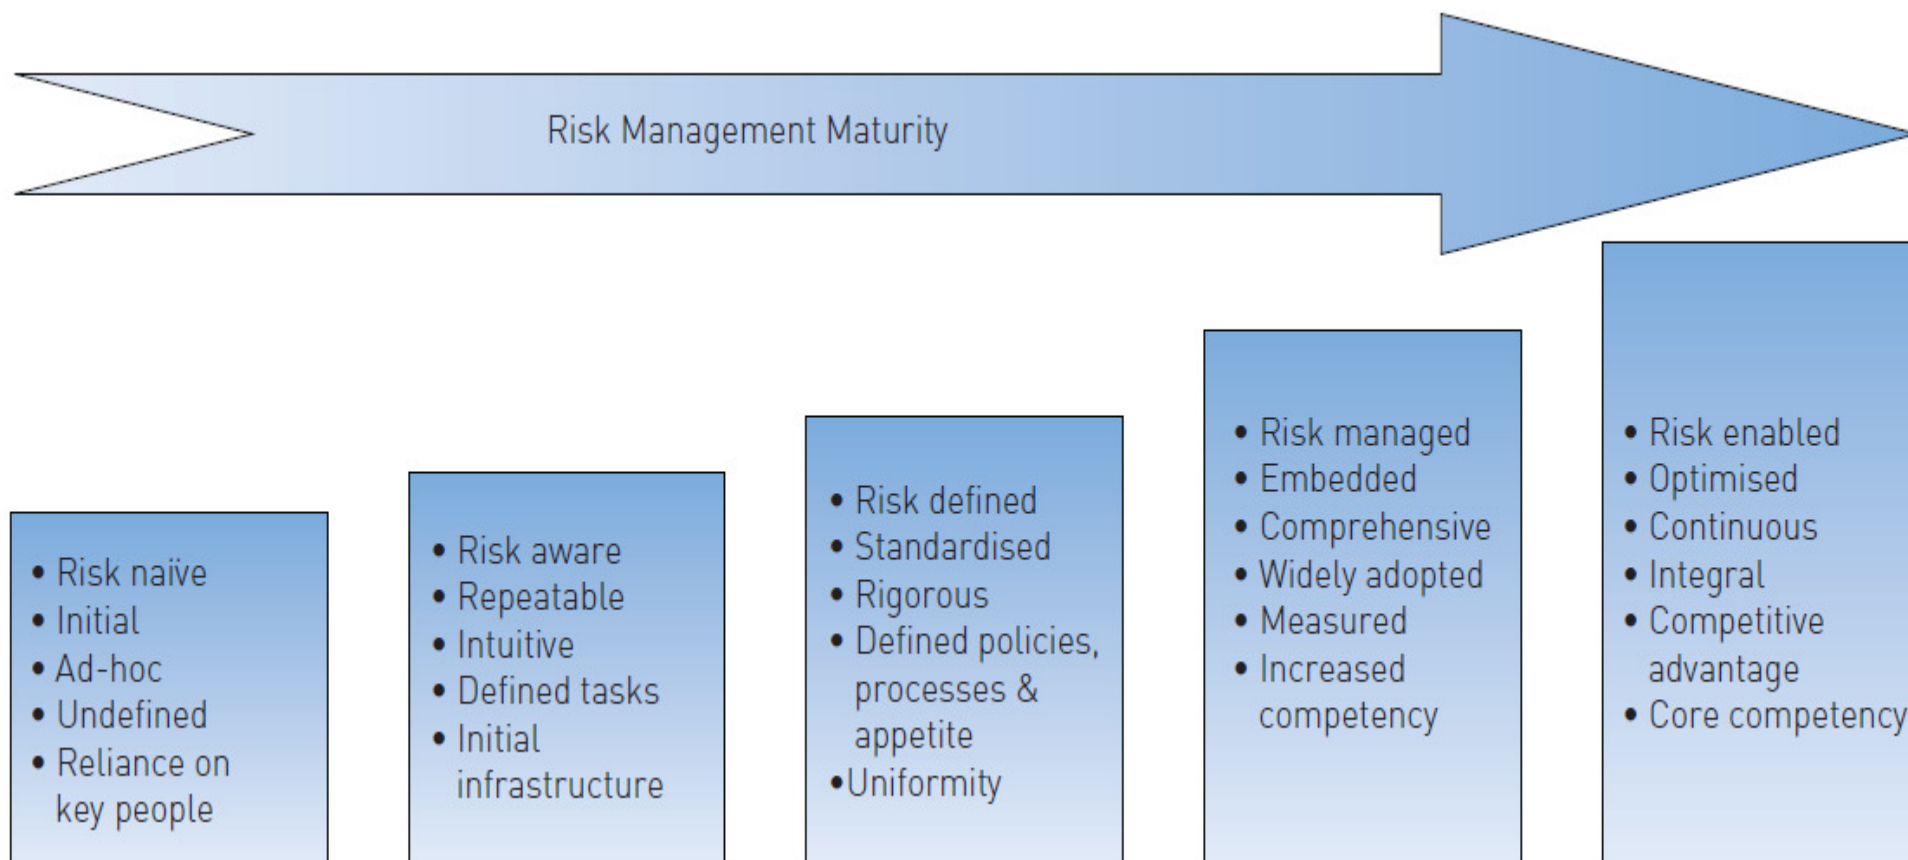 Risk Management Maturity
• Risk naïve
• Initial
• Ad-hoc
• Undefined
• Reliance on
key people
• Risk aware
• Repeatable
• Intuitive
• Defined tasks
• Initial
infrastructure
• Risk defined
• Standardised
• Rigorous
• Defined policies,
processes &
appetite
•Uniformity
• Risk managed
• Embedded
• Comprehensive
• Widely adopted
• Measured
• Increased
competency
• Risk enabled
• Optimised
• Continuous
• Integral
• Competitive
advantage
• Core competency